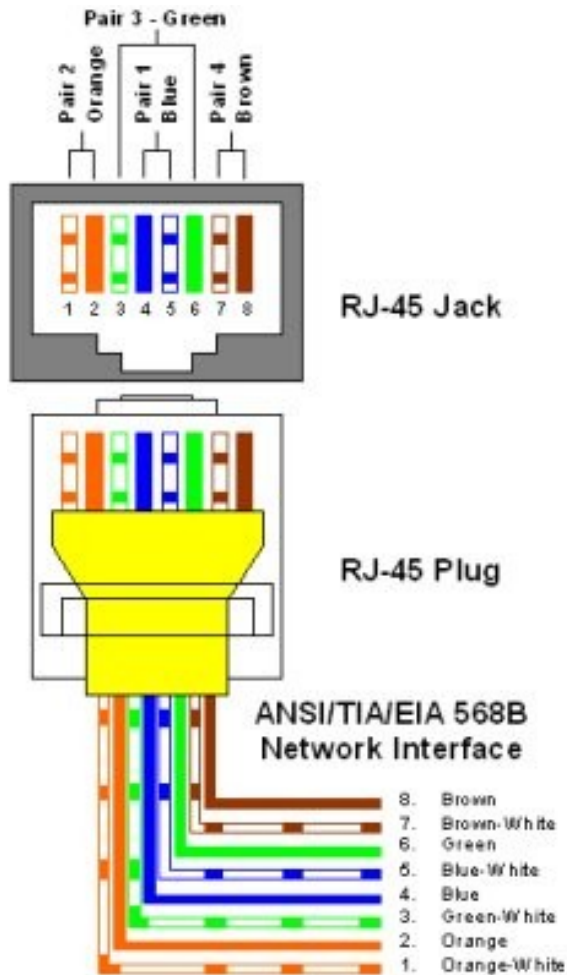 Pair 3 - Green
Pair 2
Orange
Pair 1
Blue
Pair 4
Brown
1 2 3 4 5 6 7 8
RJ-45 Jack
RJ-45 Plug
ANSI/TIA/EIA 568B
Network Interface
8. Brown
7. Brown-White
6. Green
5. Blue-White
4. Blue
3. Green-White
2. Orange
1. Orange-White